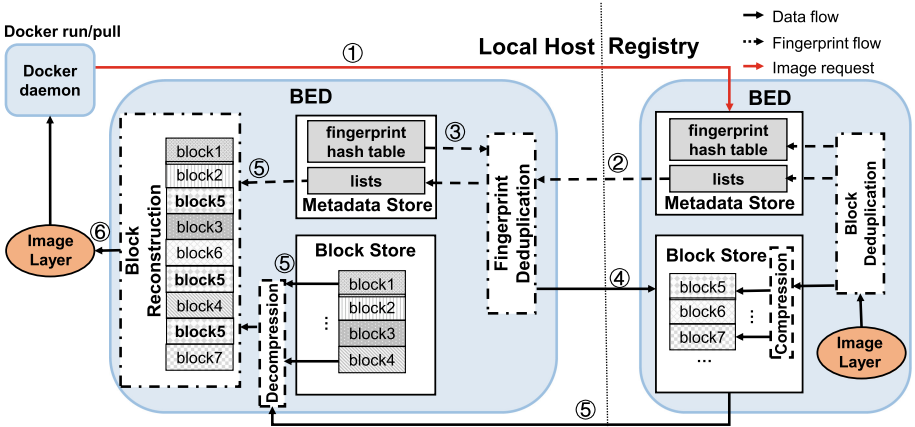 Docker run/pull
Docker
daemon
①
Local Host
Registry
Data flow
Fingerprint flow
Image request
BED
fingerprint
hash table
lists
Metadata Store
③
⑤
Block
Reconstruction
block1
block2
block5
block3
block6
block5
block4
block5
block7
⑥
Image
Layer
Block Store
⑤
Decompression
block1
block2
⋮
block3
block4
Fingerprint
Deduplication
②
④
⑤
BED
fingerprint
hash table
lists
Metadata Store
Block
Deduplication
Block Store
block5
block6
block7
...
⋮
Compression
Image
Layer